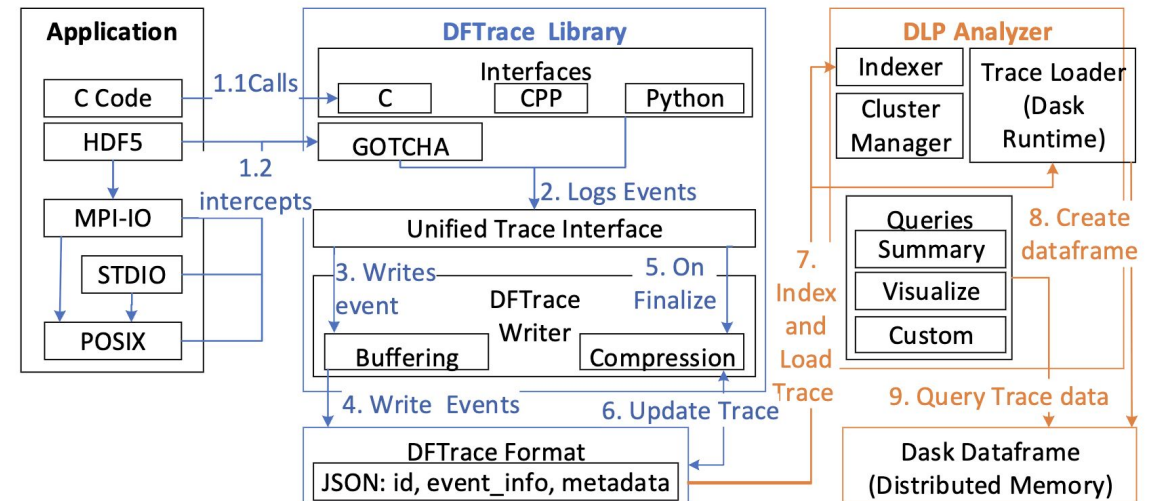 Application
C Code
HDF5
MPI-IO
STDIO
POSIX
1.1Calls
1.2
intercepts
DFTrace Library
Interfaces
C
CPP
Python
GOTCHA
2. Logs Events
Unified Trace Interface
3. Writes
event
5. On
Finalize
DFTrace
Writer
Buffering
Compression
4. Write Events
6. Update Trace
DFTrace Format
JSON: id, event_info, metadata
7.
Index
and
Load
Trace
DLP Analyzer
Indexer
Cluster
Manager
Trace Loader
(Dask
Runtime)
Queries
Summary
Visualize
Custom
8. Create
dataframe
9. Query Trace data
Dask Dataframe
(Distributed Memory)